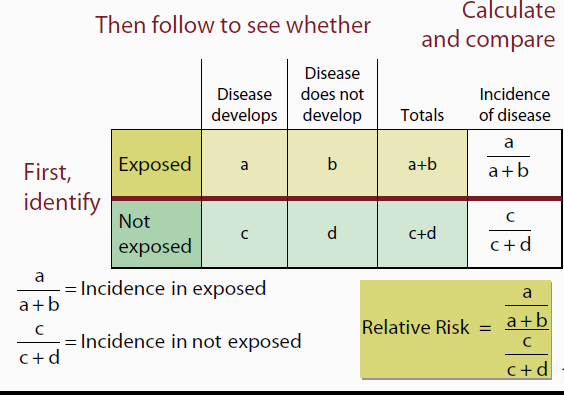 Then follow to see whether
Calculate
and compare
Disease
develops
Disease
does not
develop
Totals
Incidence
of disease
First,
identify
Exposed
a
b
a+b
a
a+b
Not
exposed
c
d
c+d
c
c+d
a
a+b
= Incidence in exposed
c
c+d
= Incidence in not exposed
Relative Risk =
a
a+b
c
c+d